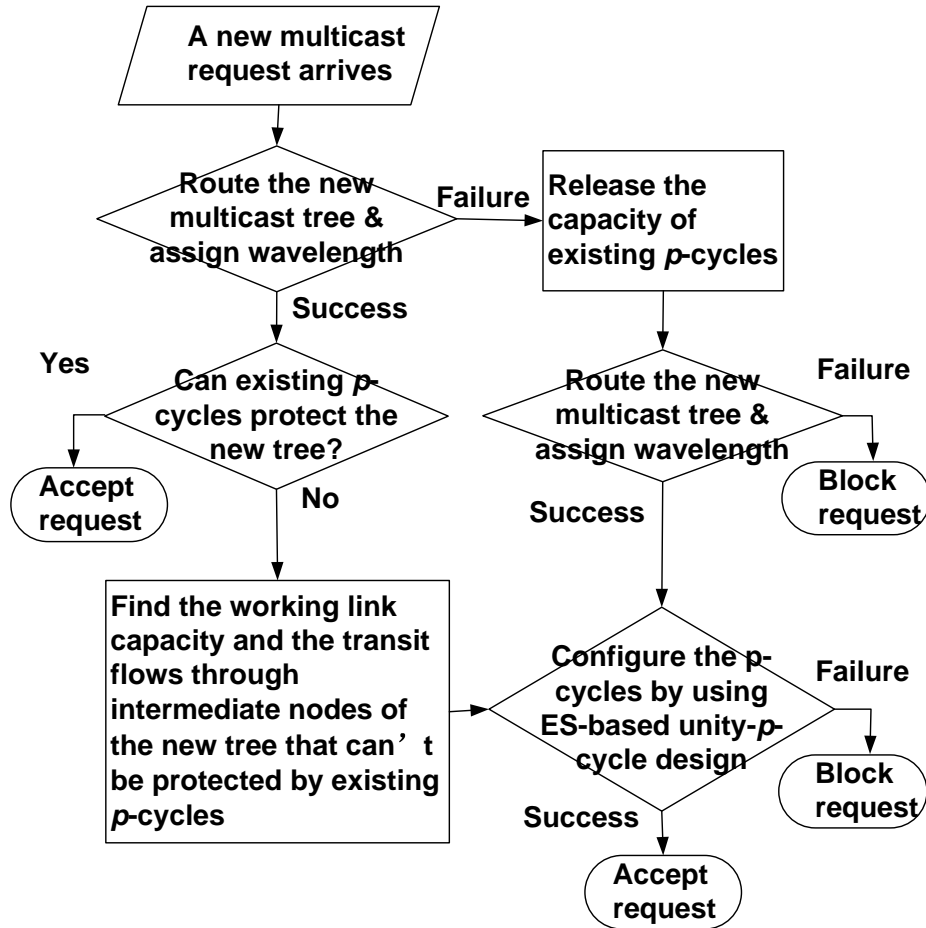 A new multicast
request arrives
Route the new
multicast tree &
assign wavelength
Failure
Release the
capacity of
existing p-cycles
Success
Yes
Can existing p-
cycles protect the
new tree?
Accept
request
No
Route the new
multicast tree &
assign wavelength
Failure
Block
request
Success
Find the working link
capacity and the transit
flows through
intermediate nodes of
the new tree that can’t
be protected by existing
p-cycles
Configure the p-
cycles by using
ES-based unity-p-
cycle design
Failure
Block
request
Success
Accept
request